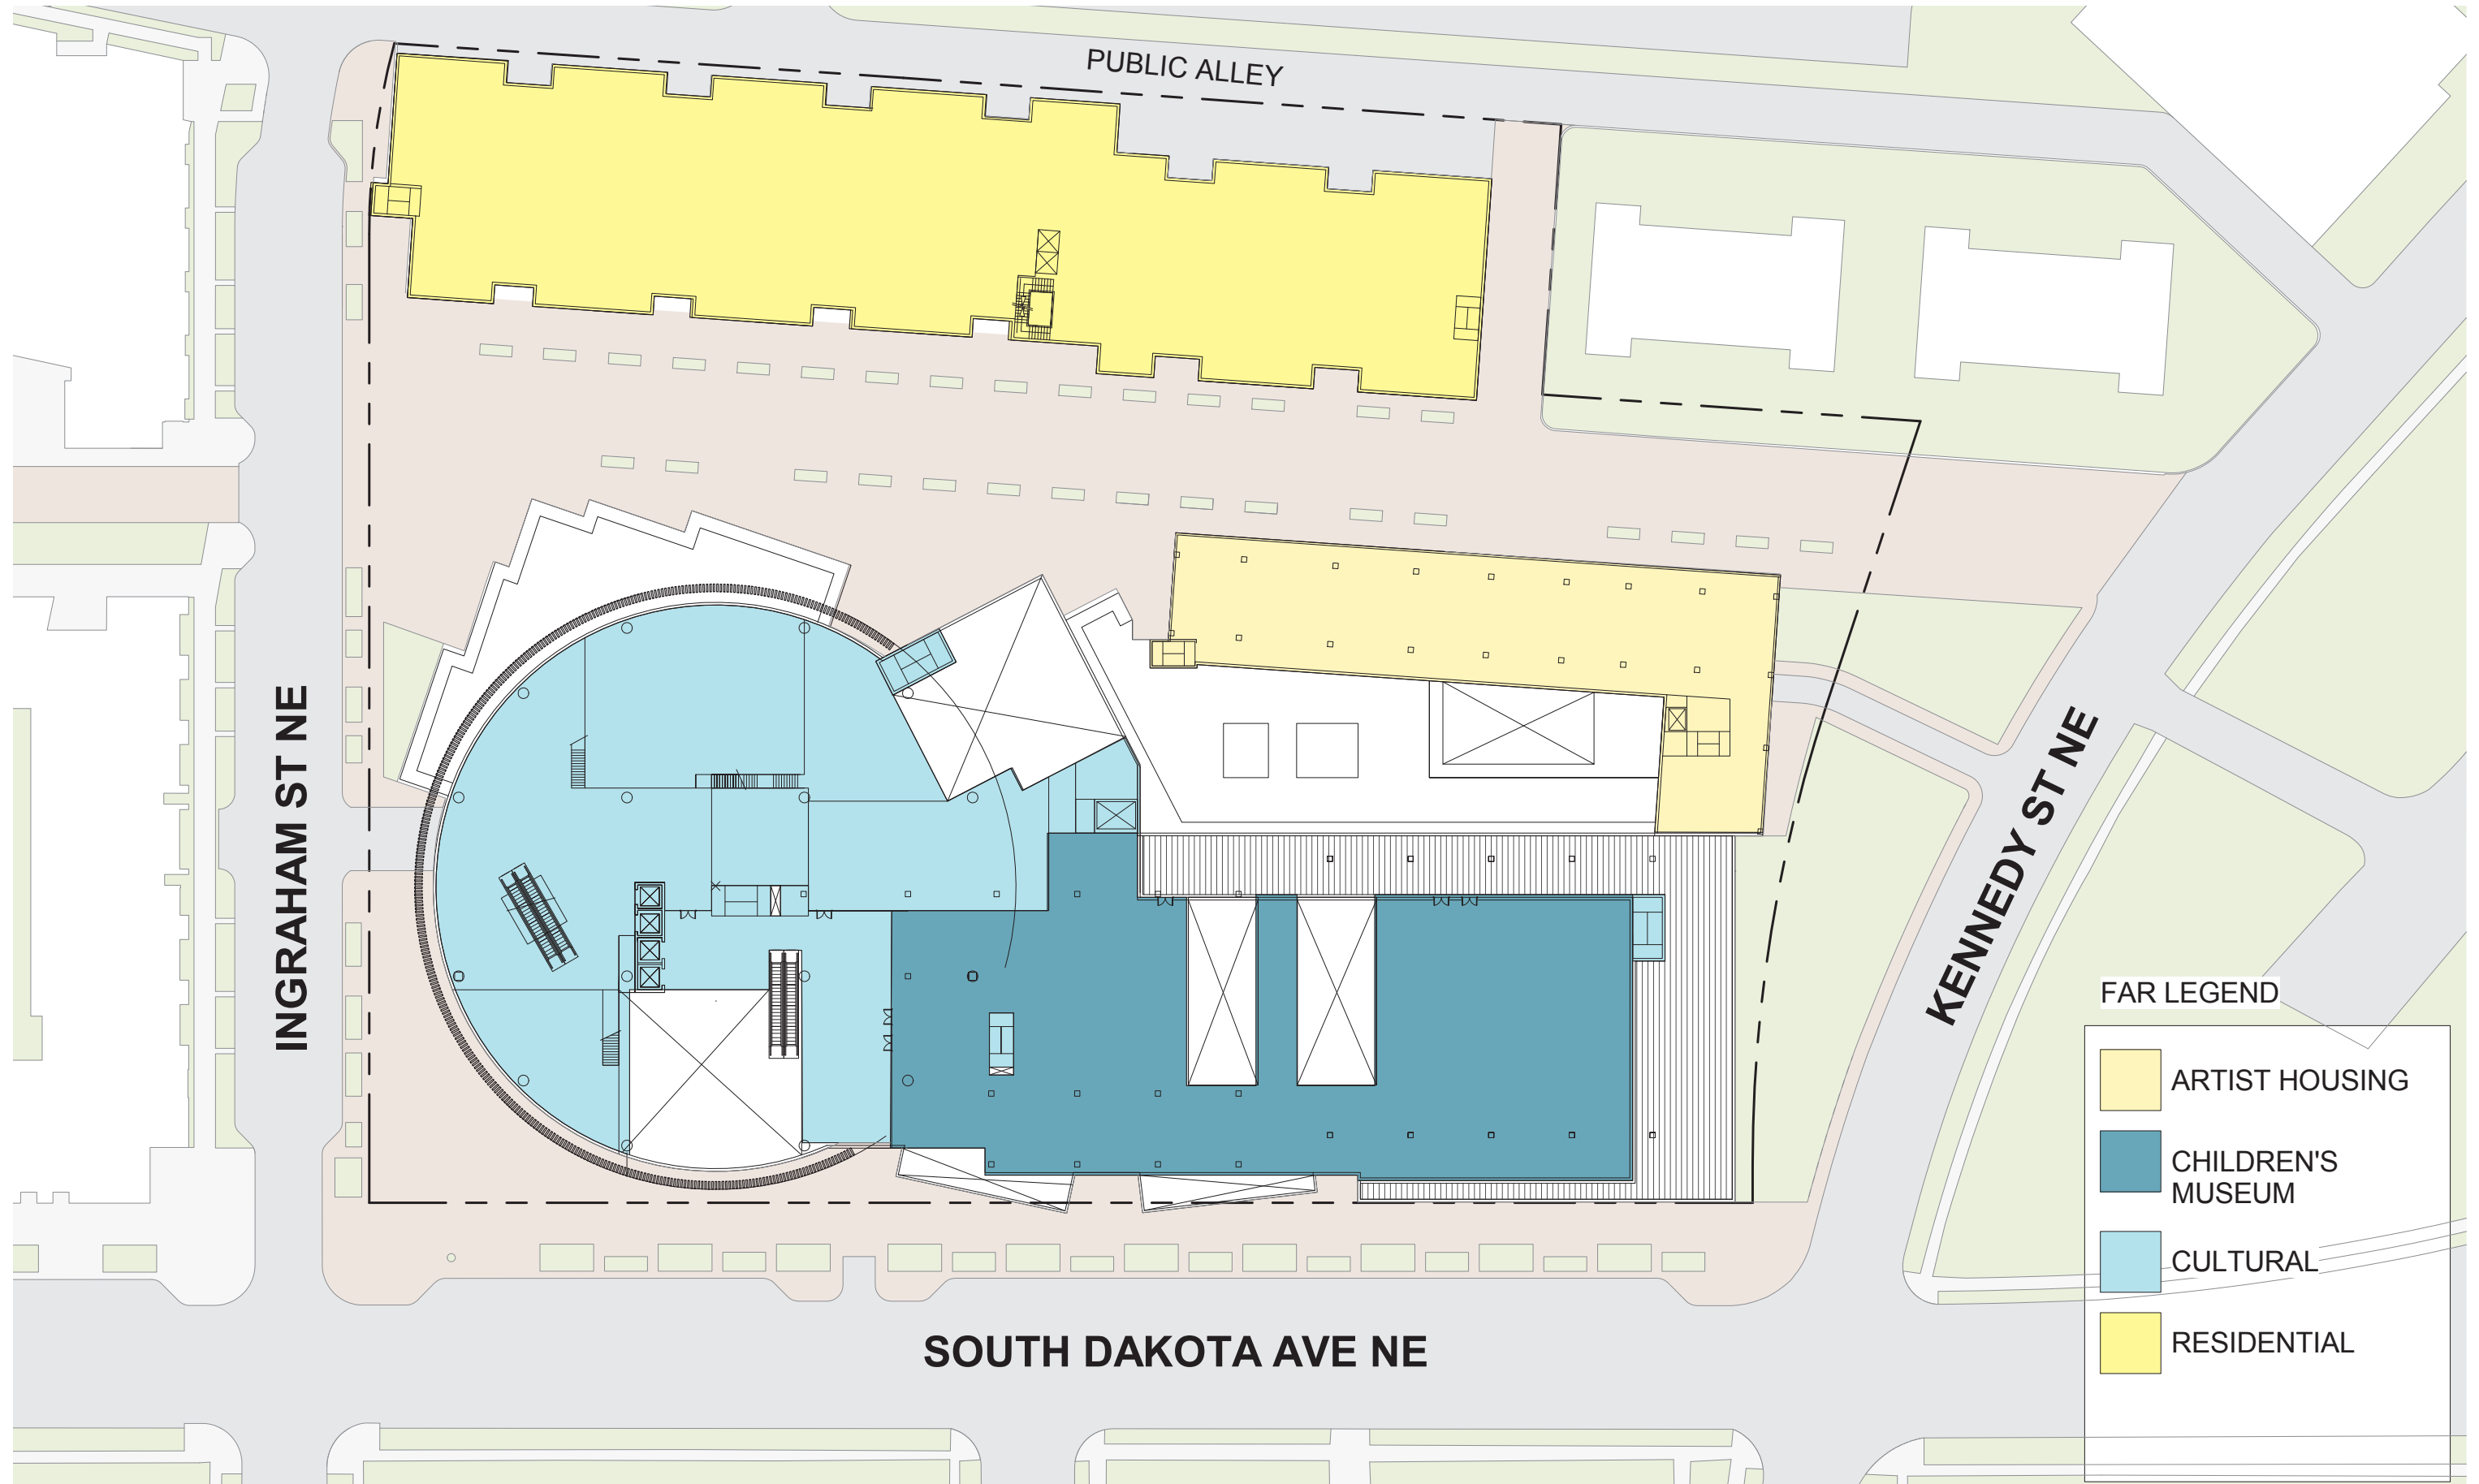 PUBLIC ALLEY
INGRAHAM ST NE
KENNEDY ST NE
FAR LEGEND
ARTIST HOUSING
CHILDREN'S
MUSEUM
CULTURAL
RESIDENTIAL
SOUTH DAKOTA AVE NE